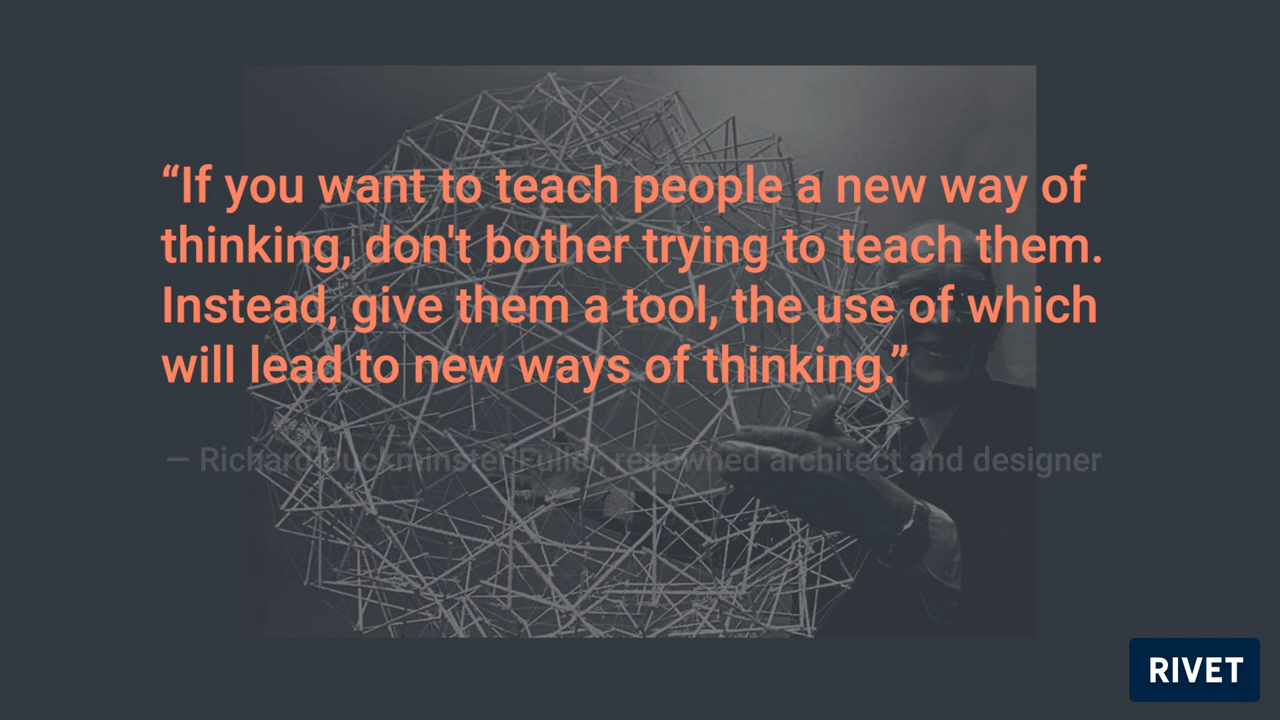 “If you want to teach people a new way of
thinking, don't bother trying to teach them.
Instead, give them a tool, the use of which
will lead to new ways of thinking.”
— Richard Buckminster Fuller, renowned architect and designer
RIVET